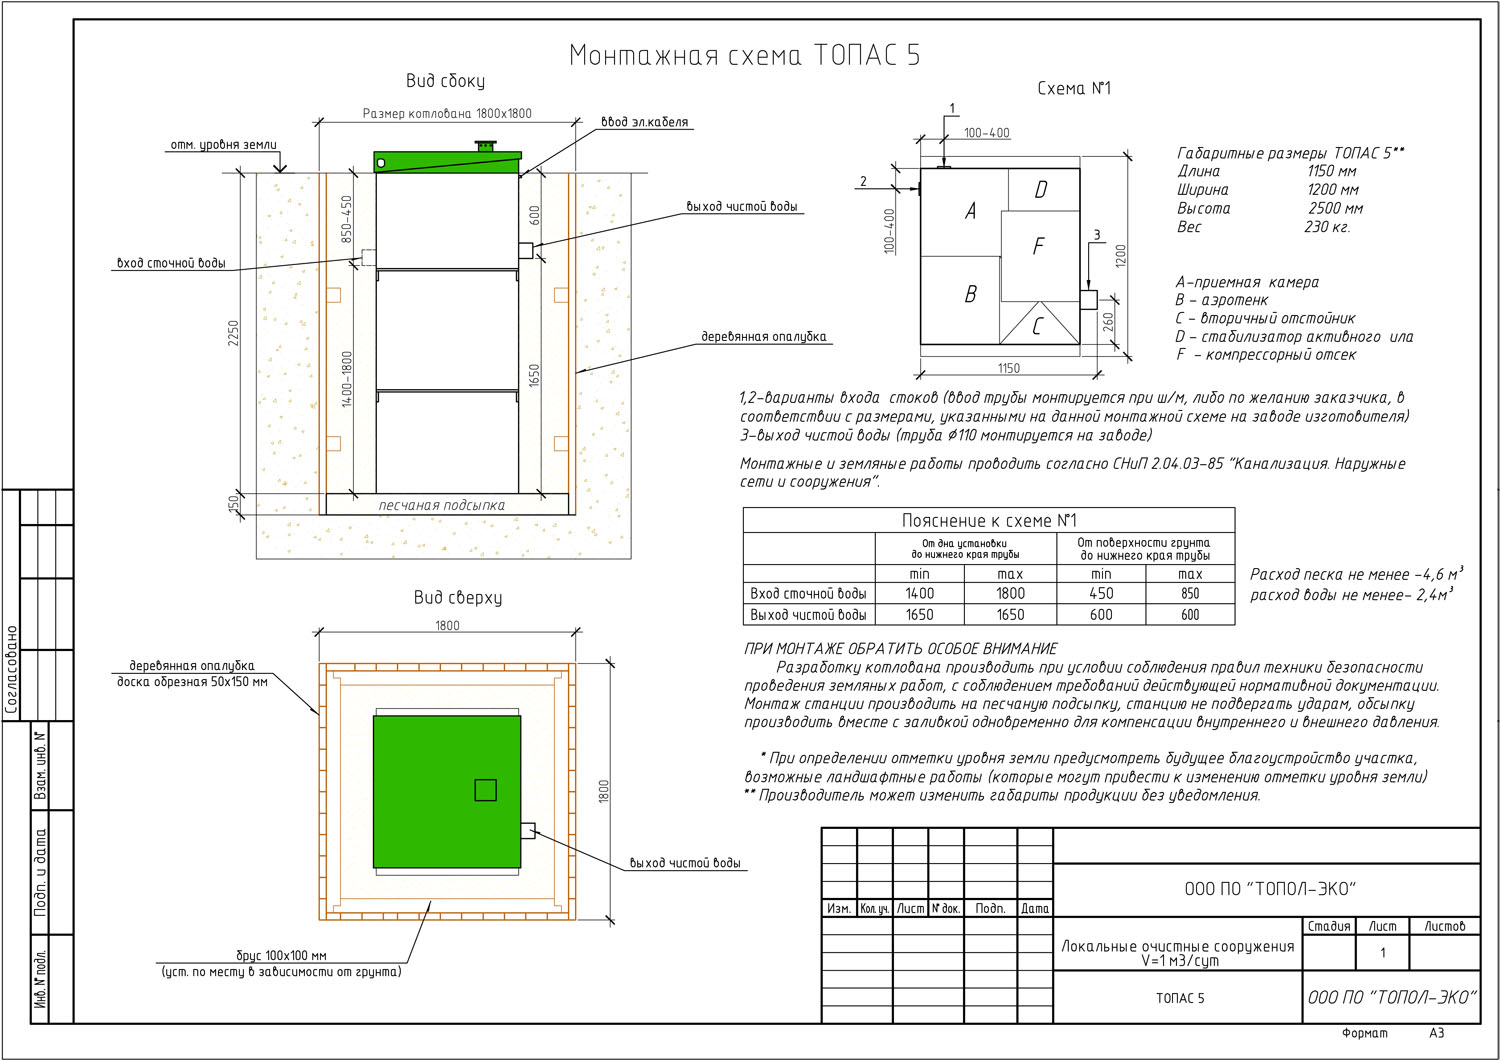 Монтажная схема ТОПАС 5
Вид сбоку
Размер котлована 1800x1800
отм. уровня земли
ввод эл.кабеля
850-450
600
выход чистой воды
вход сточной воды
2250
деревянная опалубка
1400-1800
1650
150
песчаная подсыпка
Схема №1
1
100-400
2
100-400
A
D
F
B
C
3
1200
260
1150
Габаритные размеры ТОПАС 5**
Длина 1150 мм
Ширина 1200 мм
Высота 2500 мм
Вес 230 кг.
А-приемная камера
В - аэротенк
С - вторичный отстойник
D - стабилизатор активного ила
F - компрессорный отсек
1,2-варианты входа стоков (ввод трубы монтируется при ш/м, либо по желанию заказчика, в
соответствии с размерами, указанными на данной монтажной схеме на заводе изготовителя)
3-выход чистой воды (труба Ø110 монтируется на заводе)
Монтажные и земляные работы проводить согласно СНиП 2.04.03-85 "Канализация. Наружные
сети и сооружения".
Пояснение к схеме №1
От дна установки
до нижнего края трубы
От поверхности грунта
до нижнего края трубы
min max min max
Вход сточной воды 1400 1800 450 850
Выход чистой воды 1650 1650 600 600
Расход песка не менее -4,6 м³
расход воды не менее- 2,4м³
Вид сверху
1800
деревянная опалубка
доска обрезная 50х150 мм
1800
выход чистой воды
брус 100х100 мм
(уст. по месту в зависимости от грунта)
ПРИ МОНТАЖЕ ОБРАТИТЬ ОСОБОЕ ВНИМАНИЕ
Разработку котлована производить при условии соблюдения правил техники безопасности
проведения земляных работ, с соблюдением требований действующей нормативной документации.
Монтаж станции производить на песчаную подсыпку, станцию не подвергать ударам, обсыпку
производить вместе с заливкой одновременно для компенсации внутреннего и внешнего давления.
* При определении отметки уровня земли предусмотреть будущее благоустройство участка,
возможные ландшафтные работы (которые могут привести к изменению отметки уровня земли)
** Производитель может изменить габариты продукции без уведомления.
Согласовано
Взам. инв. №
Подп. и дата
Инв. № подл.
Изм. Кол. уч. Лист № док. Подп. Дата
ООО ПО "ТОПОЛ-ЭКО"
Локальные очистные сооружения
V=1 м3/сут
Стадия Лист Листов
1
ТОПАС 5
ООО ПО "ТОПОЛ-ЭКО"
Формат А3